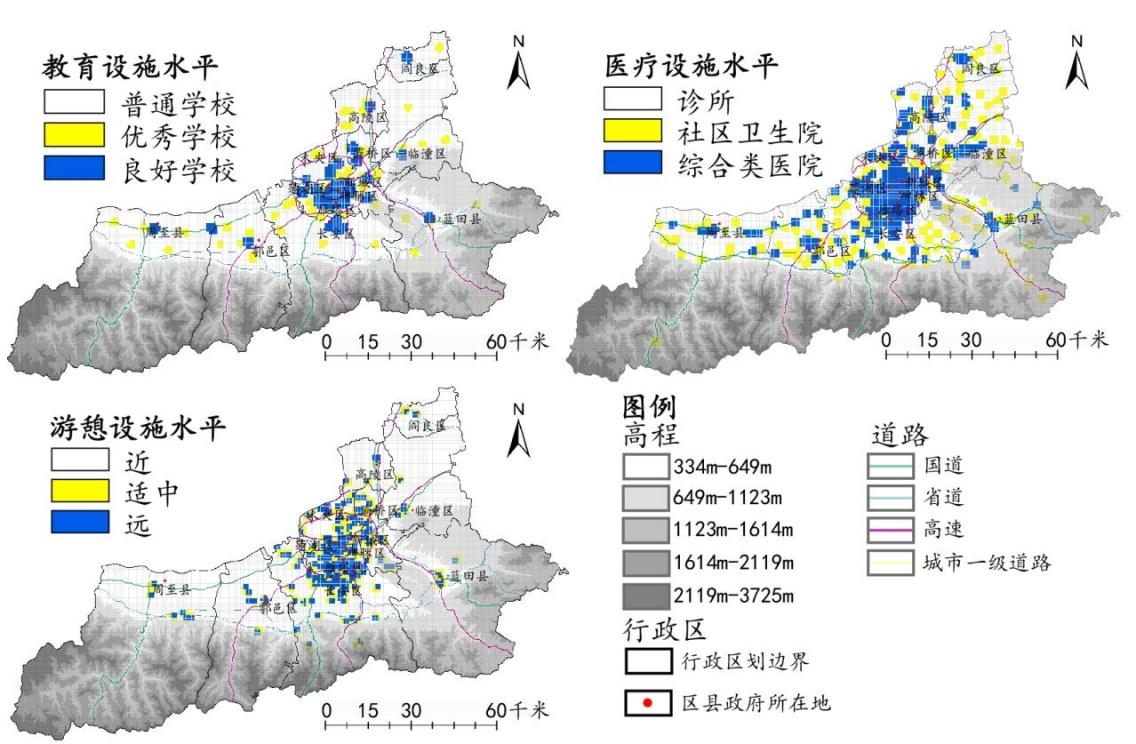 教育设施水平
普通学校
优秀学校
良好学校
N
阎良区
高陵区
未央区
灞桥区
临潼区
长安区
蓝田县
周至县
鄠邑区
0 15 30 60千米
医疗设施水平
诊所
社区卫生院
综合类医院
N
阎良区
高陵区
未央区
灞桥区
临潼区
长安区
蓝田县
周至县
鄠邑区
0 15 30 60千米
游憩设施水平
近
适中
远
N
阎良区
高陵区
未央区
灞桥区
临潼区
长安区
蓝田县
周至县
鄠邑区
0 15 30 60千米
图例
高程
334m-649m
649m-1123m
1123m-1614m
1614m-2119m
2119m-3725m
行政区
行政区划边界
区县政府所在地
道路
国道
省道
高速
城市一级道路